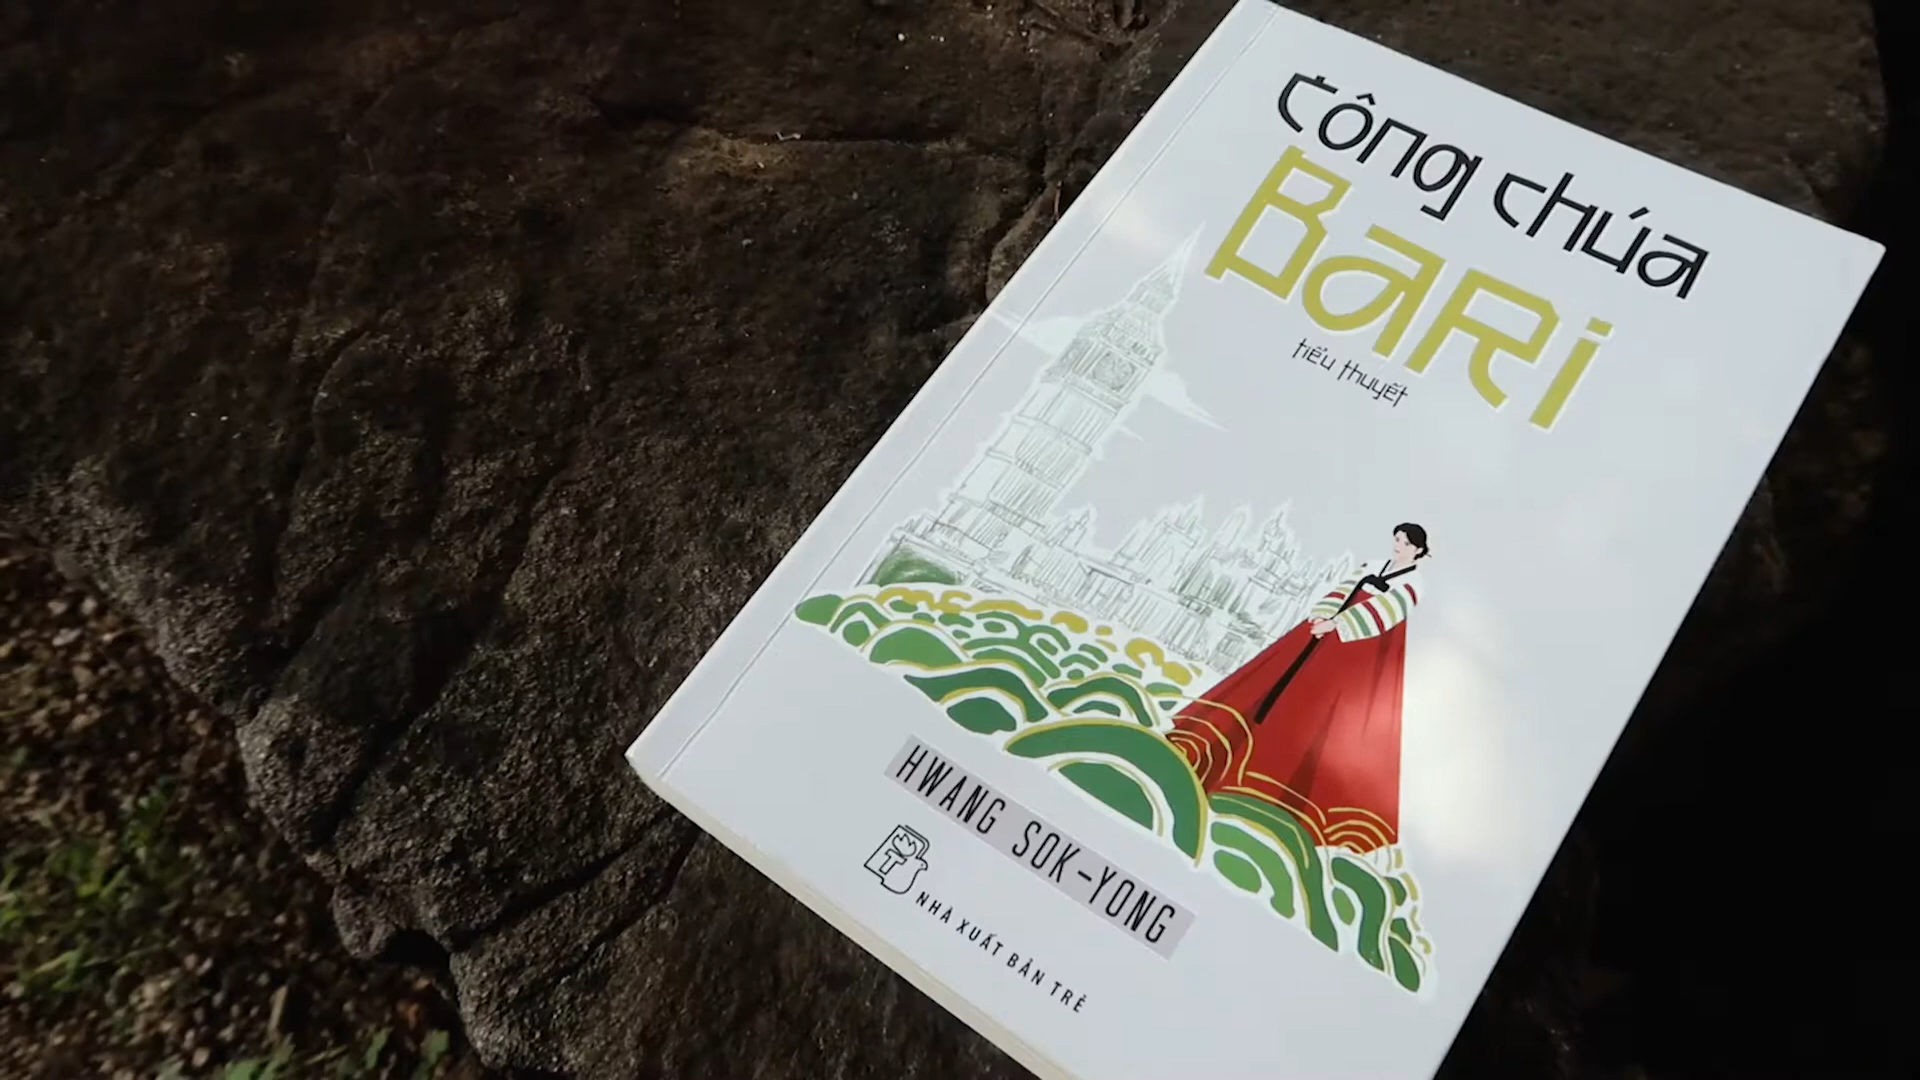 Công chúa
BaRi
tiểu thuyết
HWANG SOK-YONG
NHÀ XUẤT BẢN TRẺ